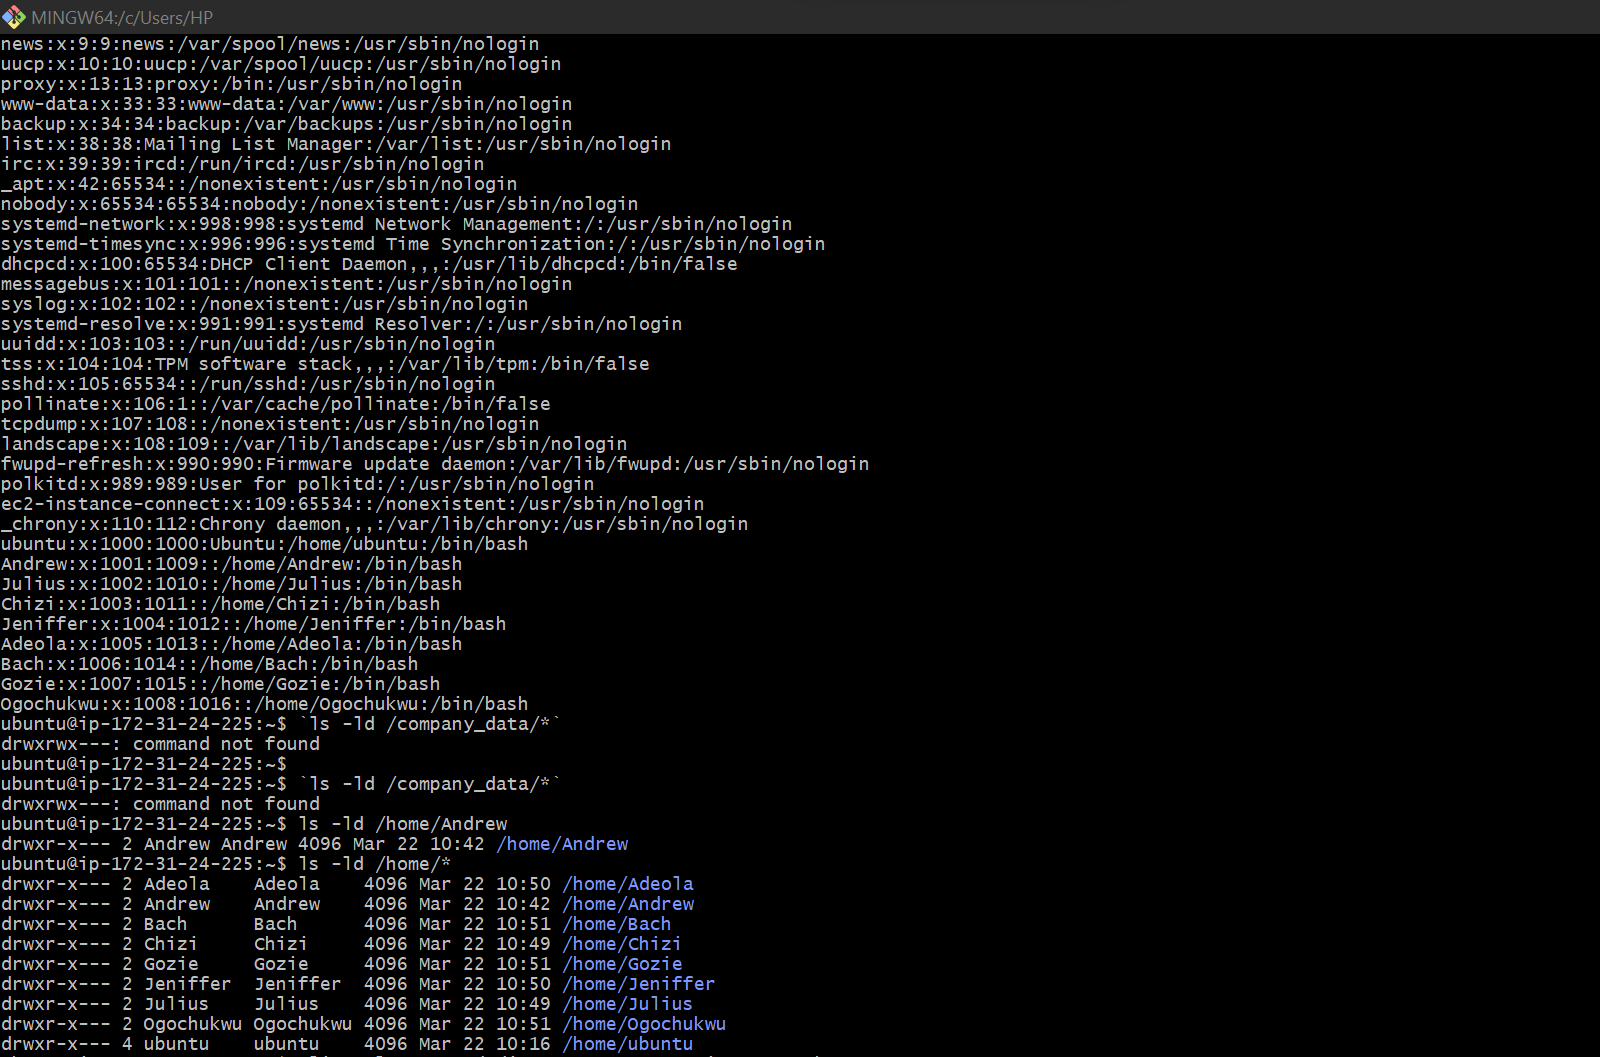 MINGW64:/c/Users/HP
news:x:9:9:news:/var/spool/news:/usr/sbin/nologin
uucp:x:10:10:uucp:/var/spool/uucp:/usr/sbin/nologin
proxy:x:13:13:proxy:/bin:/usr/sbin/nologin
www-data:x:33:33:www-data:/var/www:/usr/sbin/nologin
backup:x:34:34:backup:/var/backups:/usr/sbin/nologin
list:x:38:38:Mailing List Manager:/var/list:/usr/sbin/nologin
irc:x:39:39:ircd:/run/ircd:/usr/sbin/nologin
_apt:x:42:65534::/nonexistent:/usr/sbin/nologin
nobody:x:65534:65534:nobody:/nonexistent:/usr/sbin/nologin
systemd-network:x:998:998:systemd Network Management:/:/usr/sbin/nologin
systemd-timesync:x:996:996:systemd Time Synchronization:/:/usr/sbin/nologin
dhcpcd:x:100:65534:DHCP Client Daemon,,,:/usr/lib/dhcpcd:/bin/false
messagebus:x:101:101::/nonexistent:/usr/sbin/nologin
syslog:x:102:102::/nonexistent:/usr/sbin/nologin
systemd-resolve:x:991:991:systemd Resolver:/:/usr/sbin/nologin
uuidd:x:103:103::/run/uuidd:/usr/sbin/nologin
tss:x:104:104:TPM software stack,,,:/var/lib/tpm:/bin/false
sshd:x:105:65534::/run/sshd:/usr/sbin/nologin
pollinate:x:106:1::/var/cache/pollinate:/bin/false
tcpdump:x:107:108::/nonexistent:/usr/sbin/nologin
landscape:x:108:109::/var/lib/landscape:/usr/sbin/nologin
fwupd-refresh:x:990:990:Firmware update daemon:/var/lib/fwupd:/usr/sbin/nologin
polkitd:x:989:989:User for polkitd:/:/usr/sbin/nologin
ec2-instance-connect:x:109:65534::/nonexistent:/usr/sbin/nologin
_chrony:x:110:112:Chrony daemon,,,:/var/lib/chrony:/usr/sbin/nologin
ubuntu:x:1000:1000:Ubuntu:/home/ubuntu:/bin/bash
Andrew:x:1001:1009::/home/Andrew:/bin/bash
Julius:x:1002:1010::/home/Julius:/bin/bash
Chizi:x:1003:1011::/home/Chizi:/bin/bash
Jeniffer:x:1004:1012::/home/Jeniffer:/bin/bash
Adeola:x:1005:1013::/home/Adeola:/bin/bash
Bach:x:1006:1014::/home/Bach:/bin/bash
Gozie:x:1007:1015::/home/Gozie:/bin/bash
Ogochukwu:x:1008:1016::/home/Ogochukwu:/bin/bash
ubuntu@ip-172-31-24-225:~$ `ls -ld /company_data/*`
drwxrwx---: command not found
ubuntu@ip-172-31-24-225:~$
ubuntu@ip-172-31-24-225:~$ `ls -ld /company_data/*`
drwxrwx---: command not found
ubuntu@ip-172-31-24-225:~$ ls -ld /home/Andrew
drwxr-x--- 2 Andrew Andrew 4096 Mar 22 10:42 /home/Andrew
ubuntu@ip-172-31-24-225:~$ ls -ld /home/*
drwxr-x--- 2 Adeola    Adeola    4096 Mar 22 10:50 /home/Adeola
drwxr-x--- 2 Andrew    Andrew    4096 Mar 22 10:42 /home/Andrew
drwxr-x--- 2 Bach      Bach      4096 Mar 22 10:51 /home/Bach
drwxr-x--- 2 Chizi     Chizi     4096 Mar 22 10:49 /home/Chizi
drwxr-x--- 2 Gozie     Gozie     4096 Mar 22 10:51 /home/Gozie
drwxr-x--- 2 Jeniffer  Jeniffer  4096 Mar 22 10:50 /home/Jeniffer
drwxr-x--- 2 Julius    Julius    4096 Mar 22 10:49 /home/Julius
drwxr-x--- 2 Ogochukwu Ogochukwu 4096 Mar 22 10:51 /home/Ogochukwu
drwxr-x--- 4 ubuntu    ubuntu    4096 Mar 22 10:16 /home/ubuntu